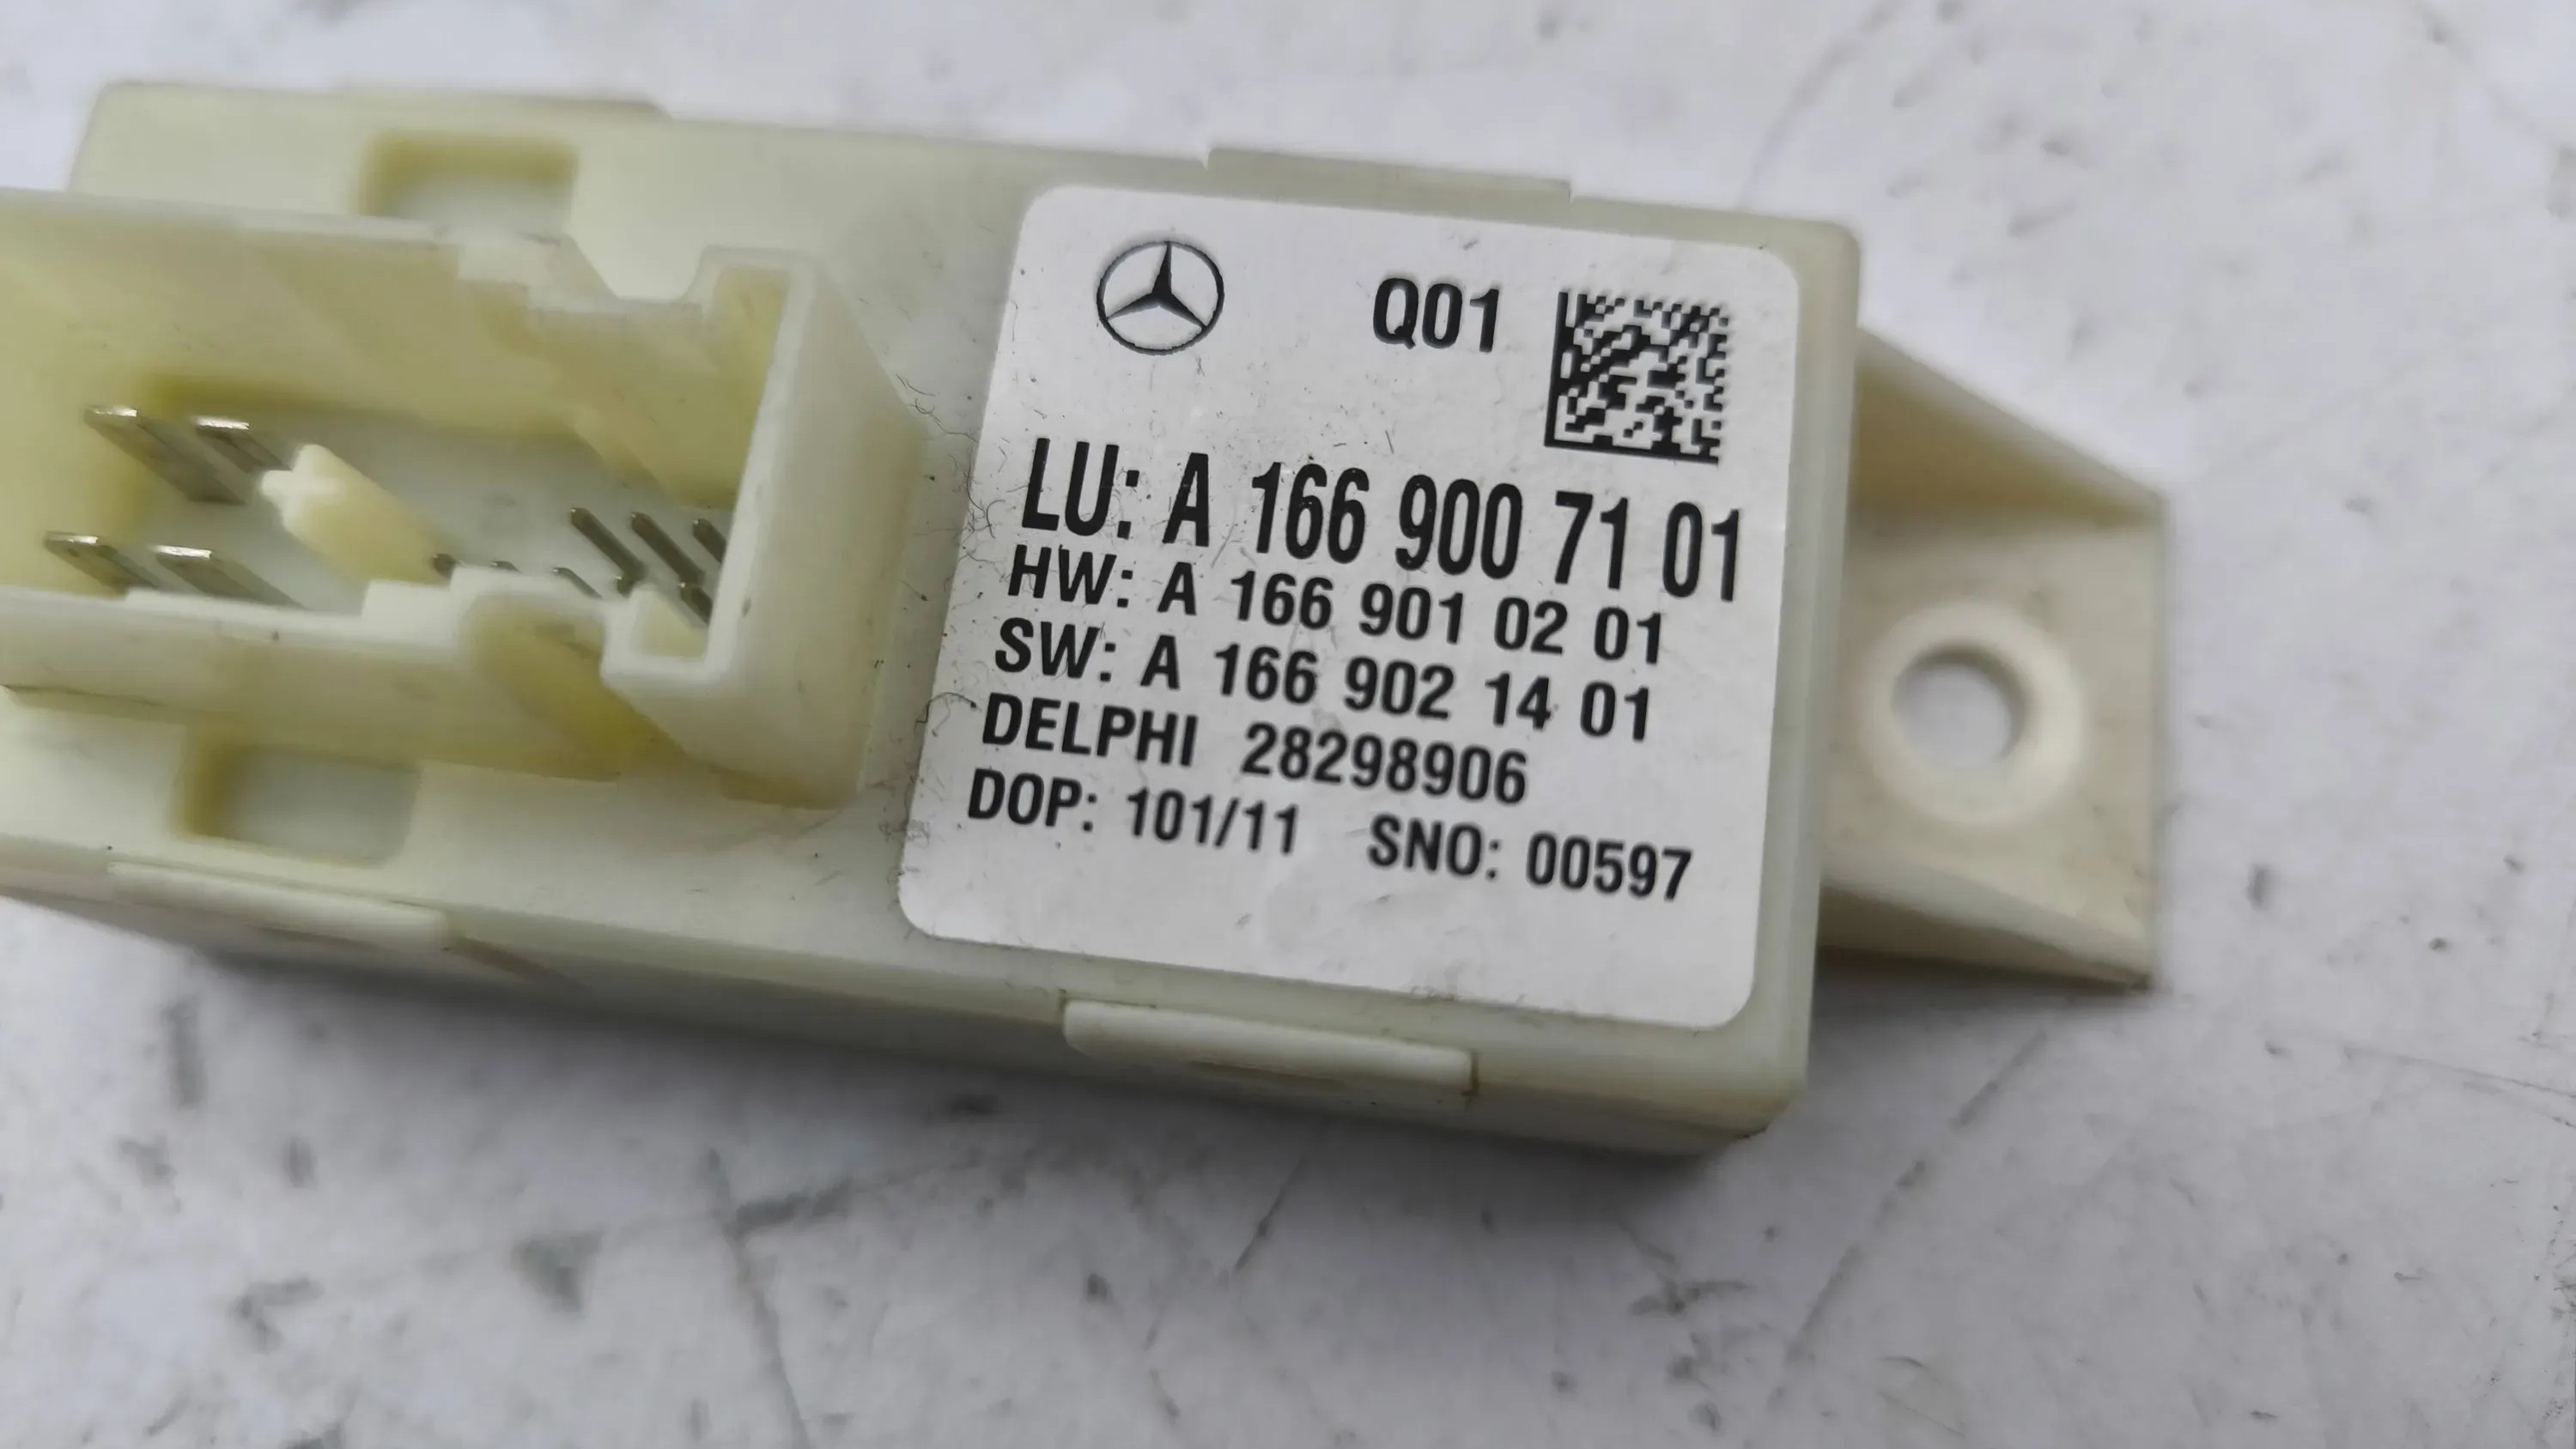 Q01
LU: A 166 900 71 01
HW: A 166 901 02 01
SW: A 166 902 14 01
DELPHI 28298906
DOP: 101/11 SNO: 00597